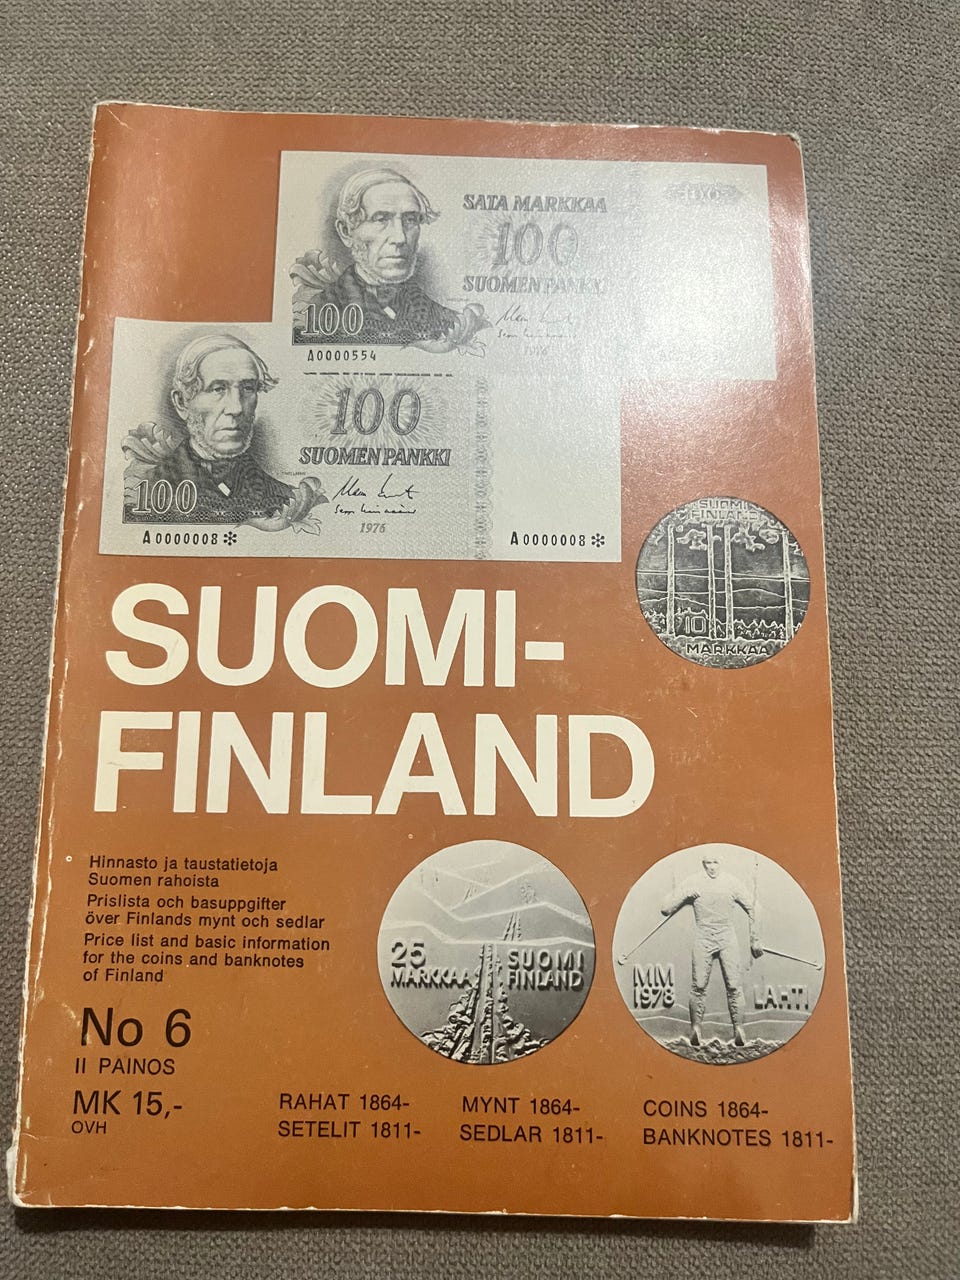 SATA MARKKAA
100
SUOMEN PANKKI
100
A0000554
1976
100
SUOMEN PANKKI
100
1976
A0000008*
A0000008*
SUOMI
FINLAND
10
MARKKAA
SUOMI-
FINLAND
Hinnasto ja taustatietoja
Suomen rahoista
Prislista och basuppgifter
över Finlands mynt och sedlar
Price list and basic information
for the coins and banknotes
of Finland
25
MARKKAA
SUOMI
FINLAND
MM
1978
LAHTI
No 6
II PAINOS
MK 15,-
OVH
RAHAT 1864-
SETELIT 1811-
MYNT 1864-
SEDLAR 1811-
COINS 1864-
BANKNOTES 1811-